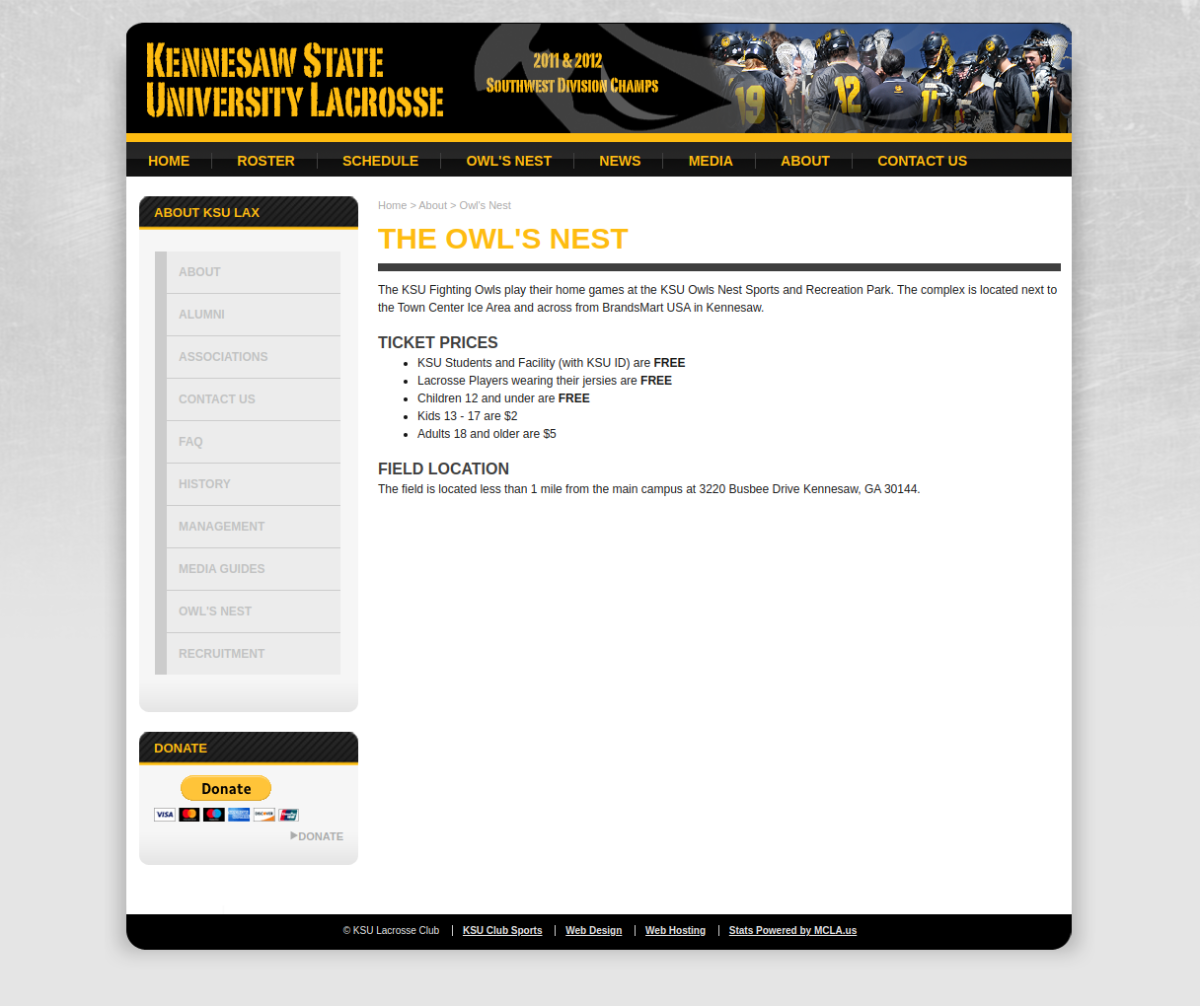 KENNESAW STATE
UNIVERSITY LACROSSE
2011 & 2012
SOUTHWEST DIVISION CHAMPS
19 12
HOME ROSTER SCHEDULE OWL'S NEST NEWS MEDIA ABOUT CONTACT US
ABOUT KSU LAX
ABOUT
ALUMNI
ASSOCIATIONS
CONTACT US
FAQ
HISTORY
MANAGEMENT
MEDIA GUIDES
OWL'S NEST
RECRUITMENT
DONATE
Donate
VISA
DONATE
Home > About > Owl's Nest
THE OWL'S NEST
The KSU Fighting Owls play their home games at the KSU Owls Nest Sports and Recreation Park. The complex is located next to
the Town Center Ice Area and across from BrandsMart USA in Kennesaw.
TICKET PRICES
KSU Students and Facility (with KSU ID) are FREE
Lacrosse Players wearing their jersies are FREE
Children 12 and under are FREE
Kids 13 - 17 are $2
Adults 18 and older are $5
FIELD LOCATION
The field is located less than 1 mile from the main campus at 3220 Busbee Drive Kennesaw, GA 30144.
© KSU Lacrosse Club KSU Club Sports Web Design Web Hosting Stats Powered by MCLA.us